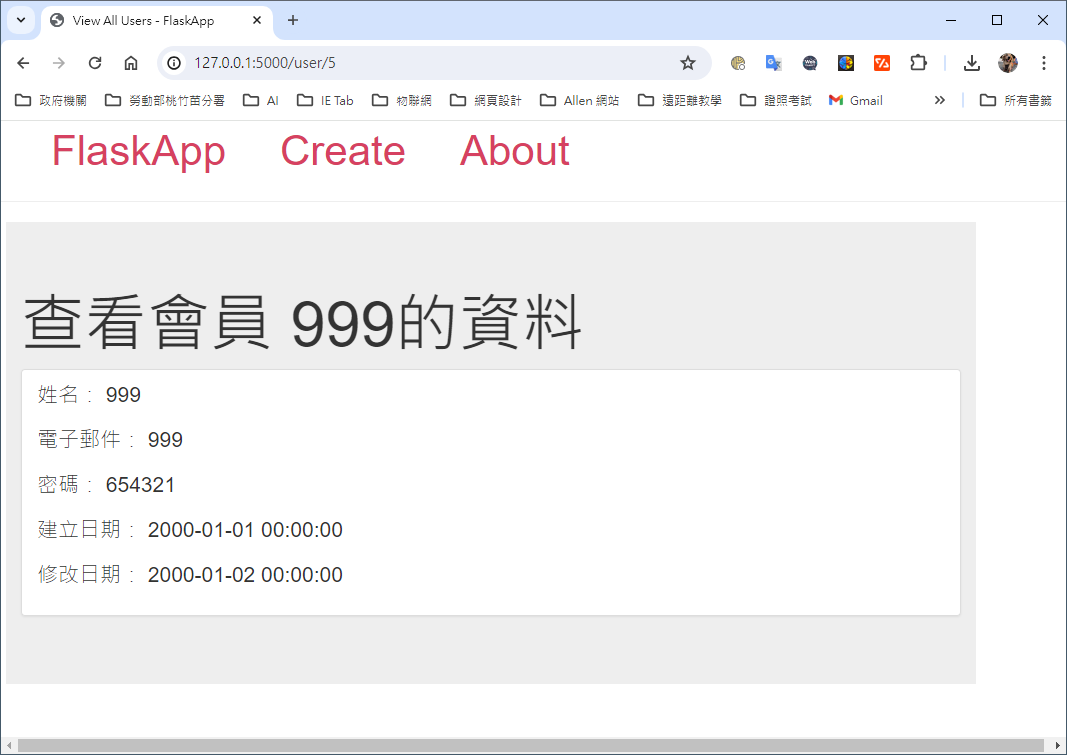 View All Users - FlaskApp
127.0.0.1:5000/user/5
政府機關 勞動部桃竹苗分署 AI IE Tab 物聯網 網頁設計 Allen 網站 遠距離教學 證照考試 Gmail 所有書籤
FlaskApp Create About
查看會員 999的資料
姓名： 999
電子郵件： 999
密碼： 654321
建立日期： 2000-01-01 00:00:00
修改日期： 2000-01-02 00:00:00